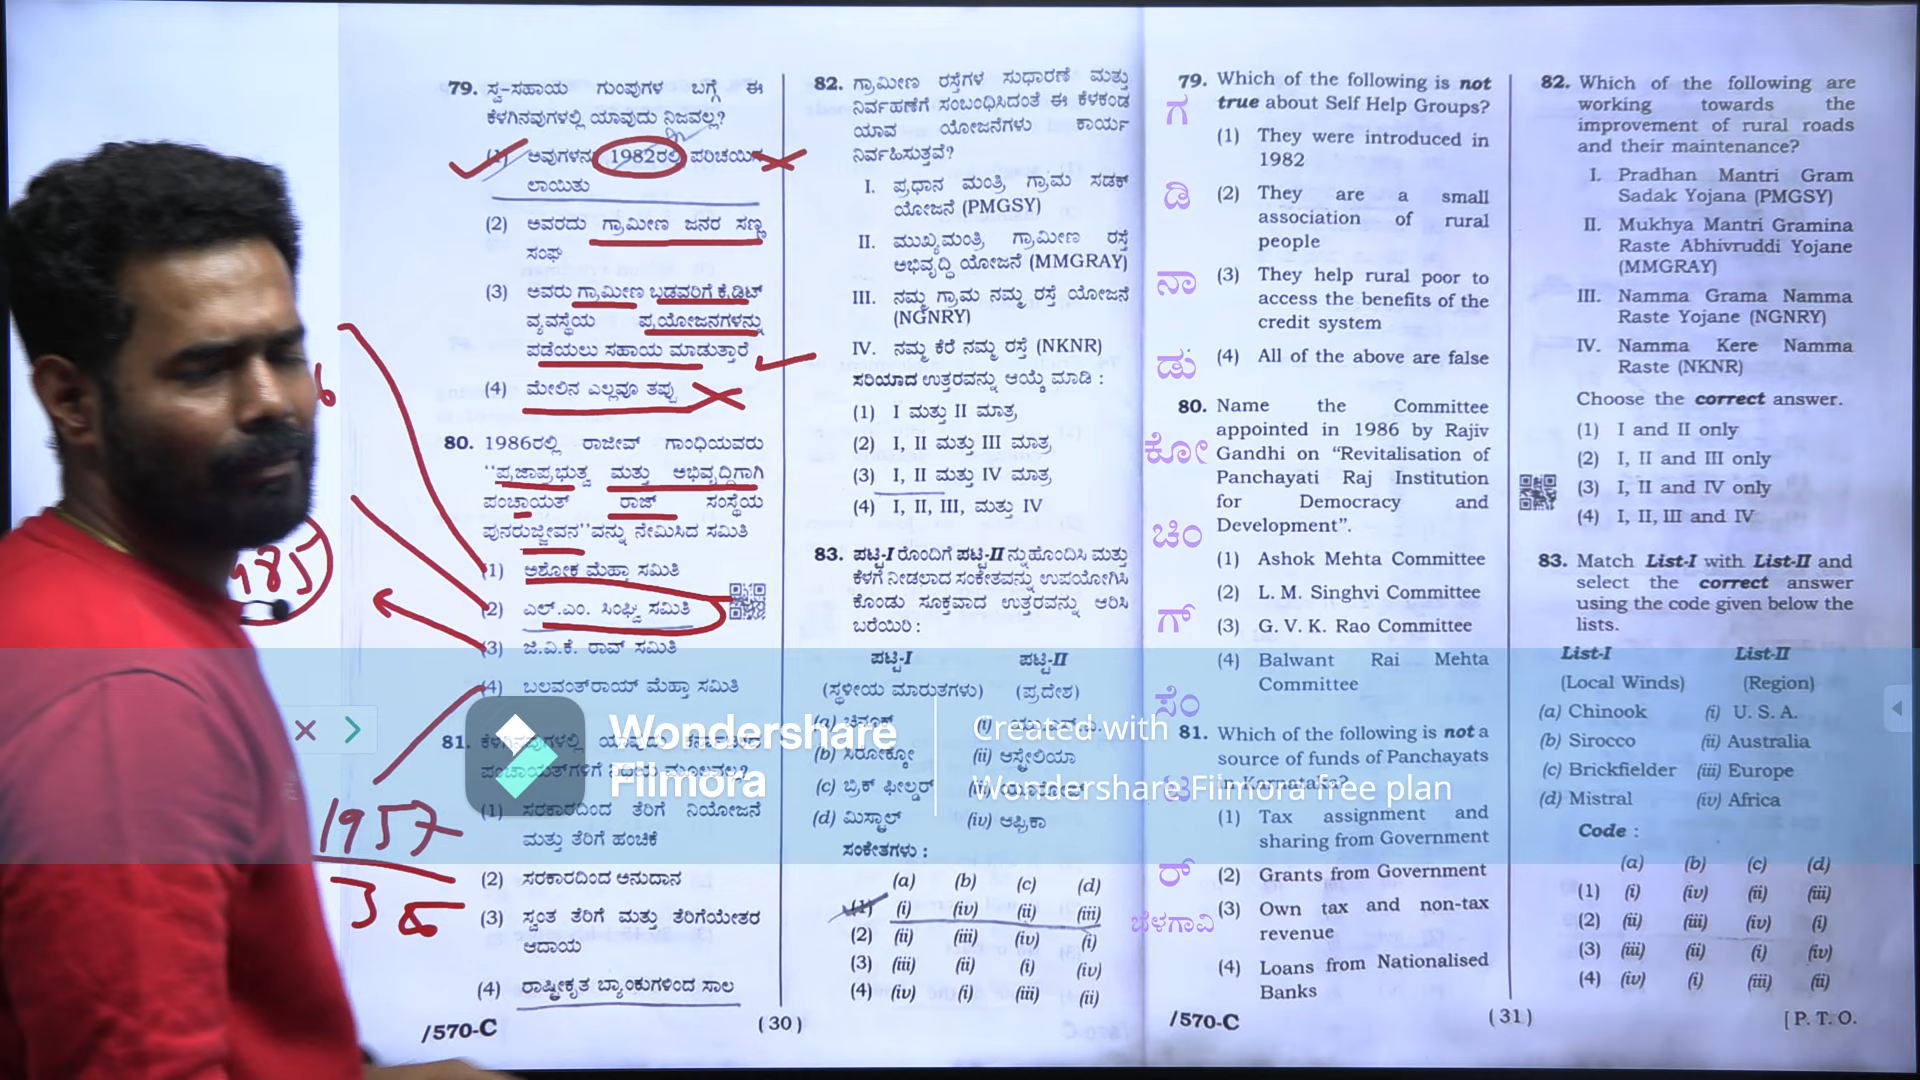 79. ಸ್ವ-ಸಹಾಯ ಗುಂಪುಗಳ ಬಗ್ಗೆ ಈ
ಕೆಳಗಿನವುಗಳಲ್ಲಿ ಯಾವುದು ನಿಜವಲ್ಲ?
(1) ಅವುಗಳನ್ನು 1982ರಲ್ಲಿ ಪರಿಚಯಿಸ
ಲಾಯಿತು
(2) ಅವರದು ಗ್ರಾಮೀಣ ಜನರ ಸಣ್ಣ
ಸಂಘ
(3) ಅವರು ಗ್ರಾಮೀಣ ಬಡವರಿಗೆ ಕ್ರೆಡಿಟ್
ವ್ಯವಸ್ಥೆಯ ಪ್ರಯೋಜನಗಳನ್ನು
ಪಡೆಯಲು ಸಹಾಯ ಮಾಡುತ್ತಾರೆ
(4) ಮೇಲಿನ ಎಲ್ಲವೂ ತಪ್ಪು
80. 1986ರಲ್ಲಿ ರಾಜೀವ್ ಗಾಂಧಿಯವರು
"ಪ್ರಜಾಪ್ರಭುತ್ವ ಮತ್ತು ಅಭಿವೃದ್ಧಿಗಾಗಿ
ಪಂಚಾಯತ್ ರಾಜ್ ಸಂಸ್ಥೆಯ
ಪುನರುಜ್ಜೀವನ"ವನ್ನು ನೇಮಿಸಿದ ಸಮಿತಿ
(1) ಅಶೋಕ ಮೆಹ್ತಾ ಸಮಿತಿ
(2) ಎಲ್.ಎಂ. ಸಿಂಘ್ವಿ ಸಮಿತಿ
(3) ಜಿ.ವಿ.ಕೆ. ರಾವ್ ಸಮಿತಿ
(4) ಬಲವಂತ್‌ರಾಯ್ ಮೆಹ್ತಾ ಸಮಿತಿ
81. ಕೆಳಗಿನವುಗಳಲ್ಲಿ ಯಾವುದು
ಪಂಚಾಯತ್‌ಗಳಿಗೆ ನಿಧಿಯ ಮೂಲವಲ್ಲ?
(1) ಸರಕಾರದಿಂದ ತೆರಿಗೆ ನಿಯೋಜನೆ
ಮತ್ತು ತೆರಿಗೆ ಹಂಚಿಕೆ
(2) ಸರಕಾರದಿಂದ ಅನುದಾನ
(3) ಸ್ವಂತ ತೆರಿಗೆ ಮತ್ತು ತೆರಿಗೆಯೇತರ
ಆದಾಯ
(4) ರಾಷ್ಟ್ರೀಕೃತ ಬ್ಯಾಂಕುಗಳಿಂದ ಸಾಲ
/570-C
(30)
1957
82. ಗ್ರಾಮೀಣ ರಸ್ತೆಗಳ ಸುಧಾರಣೆ ಮತ್ತು
ನಿರ್ವಹಣೆಗೆ ಸಂಬಂಧಿಸಿದಂತೆ ಈ ಕೆಳಕಂಡ
ಯಾವ ಯೋಜನೆಗಳು ಕಾರ್ಯ
ನಿರ್ವಹಿಸುತ್ತವೆ?
I. ಪ್ರಧಾನ ಮಂತ್ರಿ ಗ್ರಾಮ ಸಡಕ್
ಯೋಜನೆ (PMGSY)
II. ಮುಖ್ಯಮಂತ್ರಿ ಗ್ರಾಮೀಣ ರಸ್ತೆ
ಅಭಿವೃದ್ಧಿ ಯೋಜನೆ (MMGRAY)
III. ನಮ್ಮ ಗ್ರಾಮ ನಮ್ಮ ರಸ್ತೆ ಯೋಜನೆ
(NGNRY)
IV. ನಮ್ಮ ಕೆರೆ ನಮ್ಮ ರಸ್ತೆ (NKNR)
ಸರಿಯಾದ ಉತ್ತರವನ್ನು ಆಯ್ಕೆ ಮಾಡಿ :
(1) I ಮತ್ತು II ಮಾತ್ರ
(2) I, II ಮತ್ತು III ಮಾತ್ರ
(3) I, II ಮತ್ತು IV ಮಾತ್ರ
(4) I, II, III, ಮತ್ತು IV
83. ಪಟ್ಟಿ-I ರೊಂದಿಗೆ ಪಟ್ಟಿ-II ನ್ನು ಹೊಂದಿಸಿ ಮತ್ತು
ಕೆಳಗೆ ನೀಡಲಾದ ಸಂಕೇತವನ್ನು ಉಪಯೋಗಿಸಿ
ಕೊಂಡು ಸೂಕ್ತವಾದ ಉತ್ತರವನ್ನು ಆರಿಸಿ
ಬರೆಯಿರಿ :
ಪಟ್ಟಿ-I ಪಟ್ಟಿ-II
(ಸ್ಥಳೀಯ ಮಾರುತಗಳು) (ಪ್ರದೇಶ)
(a) ಚಿನೂಕ್ (i)
(b) ಸಿರೋಕ್ಕೋ (ii) ಆಸ್ಟ್ರೇಲಿಯಾ
(c) ಬ್ರಿಕ್ ಫೀಲ್ಡರ್ (iii) ಯೂರೋಪ್
(d) ಮಿಸ್ಟ್ರಾಲ್ (iv) ಆಫ್ರಿಕಾ
ಸಂಕೇತಗಳು :
(a) (b) (c) (d)
(1) (i) (iv) (ii) (iii)
(2) (ii) (iii) (iv) (i)
(3) (iii) (ii) (i) (iv)
(4) (iv) (i) (iii) (ii)
ಗ
ಡಿ
ನಾ
ಡು
ಕೋ
ಚಿಂ
ಗ್
ಸೆಂ
ಟ
ರ್
ಬೆಳಗಾವಿ
79. Which of the following is not
true about Self Help Groups?
(1) They were introduced in
1982
(2) They are a small
association of rural
people
(3) They help rural poor to
access the benefits of the
credit system
(4) All of the above are false
80. Name the Committee
appointed in 1986 by Rajiv
Gandhi on "Revitalisation of
Panchayati Raj Institution
for Democracy and
Development".
(1) Ashok Mehta Committee
(2) L. M. Singhvi Committee
(3) G. V. K. Rao Committee
(4) Balwant Rai Mehta
Committee
81. Which of the following is not a
source of funds of Panchayats
in Karnataka?
(1) Tax assignment and
sharing from Government
(2) Grants from Government
(3) Own tax and non-tax
revenue
(4) Loans from Nationalised
Banks
/570-C
(31)
82. Which of the following are
working towards the
improvement of rural roads
and their maintenance?
I. Pradhan Mantri Gram
Sadak Yojana (PMGSY)
II. Mukhya Mantri Gramina
Raste Abhivruddi Yojane
(MMGRAY)
III. Namma Grama Namma
Raste Yojane (NGNRY)
IV. Namma Kere Namma
Raste (NKNR)
Choose the correct answer.
(1) I and II only
(2) I, II and III only
(3) I, II and IV only
(4) I, II, III and IV
83. Match List-I with List-II and
select the correct answer
using the code given below the
lists.
List-I List-II
(Local Winds) (Region)
(a) Chinook (i) U. S. A.
(b) Sirocco (ii) Australia
(c) Brickfielder (iii) Europe
(d) Mistral (iv) Africa
Code :
(a) (b) (c) (d)
(1) (i) (iv) (ii) (iii)
(2) (ii) (iii) (iv) (i)
(3) (iii) (ii) (i) (iv)
(4) (iv) (i) (iii) (ii)
[ P. T. O.
Wondershare
Filmora
Created with
Wondershare Filmora free plan